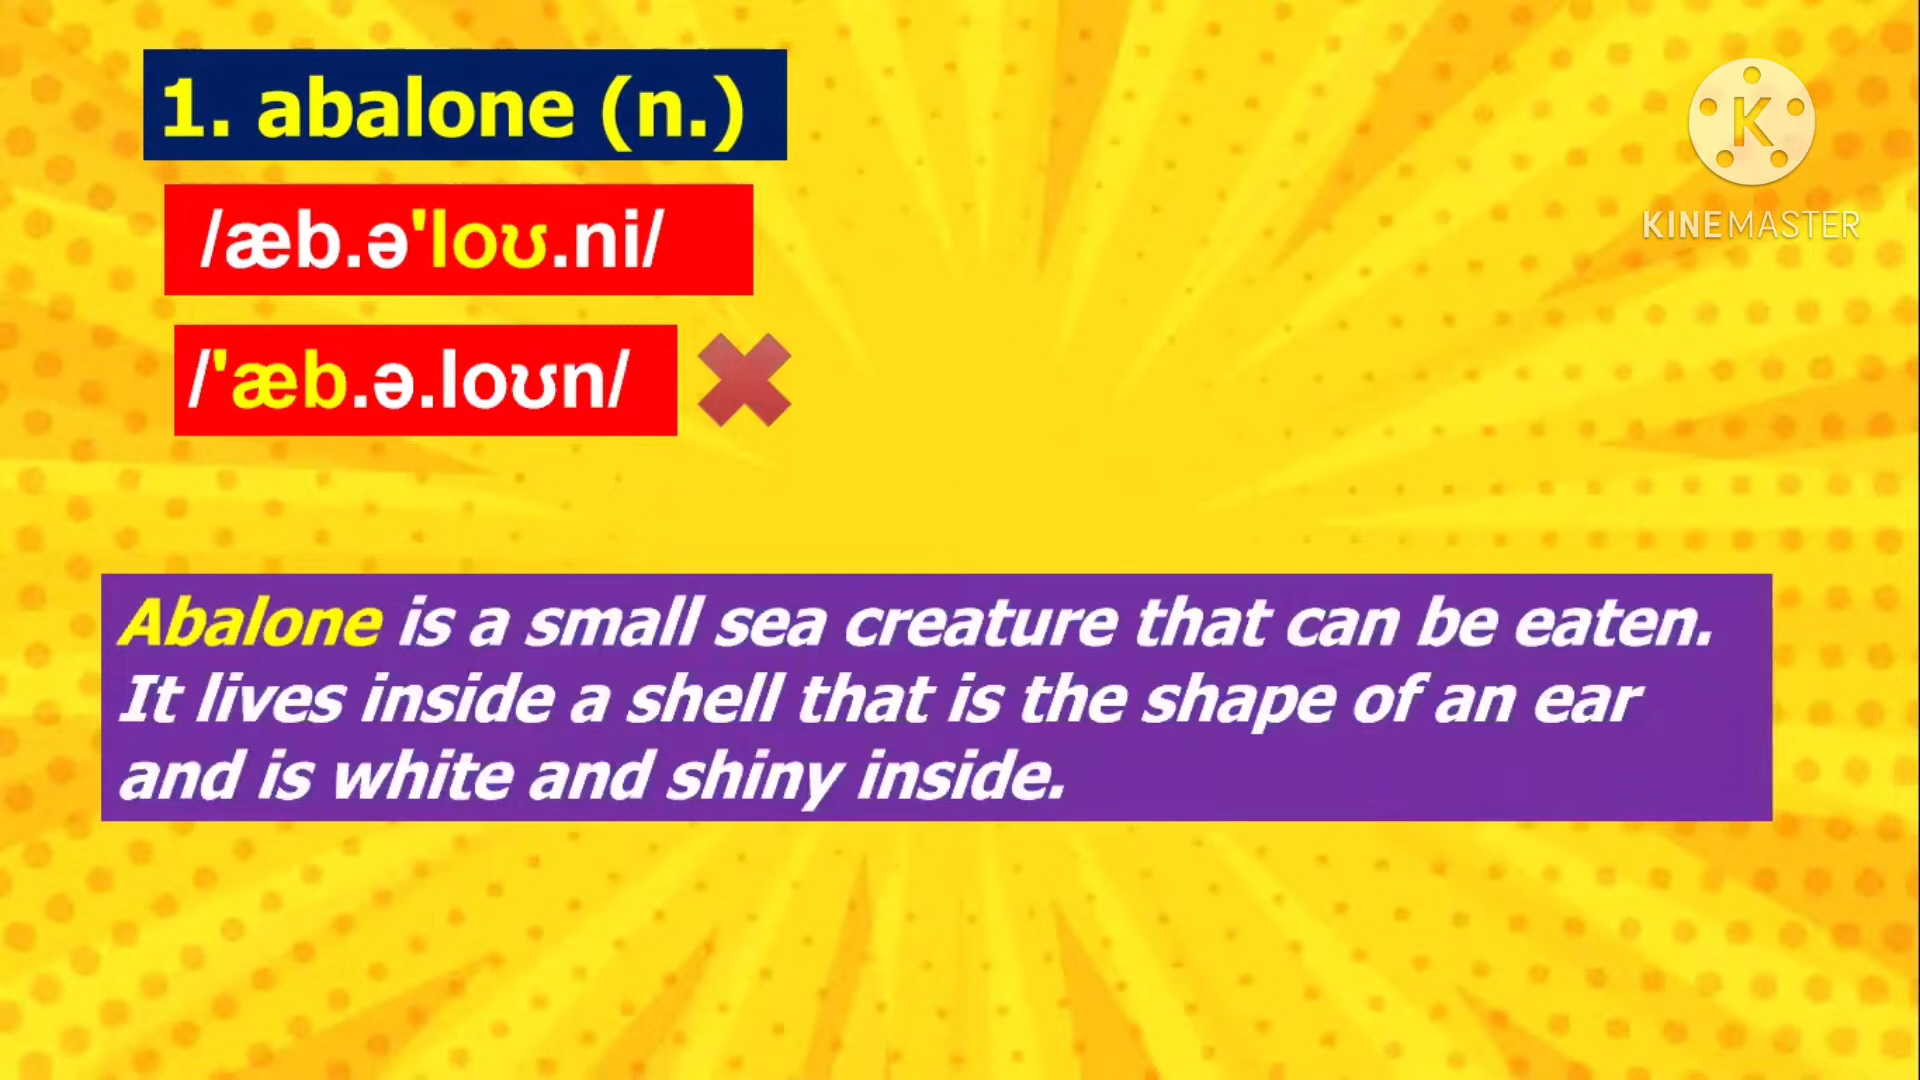 1. abalone (n.)
K
KINEMASTER
/æb.ə'loʊ.ni/
/'æb.ə.loʊn/
Abalone is a small sea creature that can be eaten.
It lives inside a shell that is the shape of an ear
and is white and shiny inside.